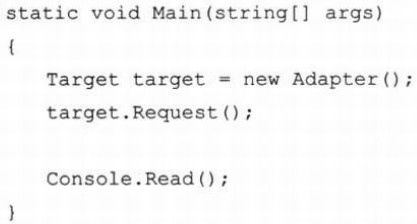 static void Main(string[] args)
{
    Target target = new Adapter();
    target.Request();

    Console.Read();
}